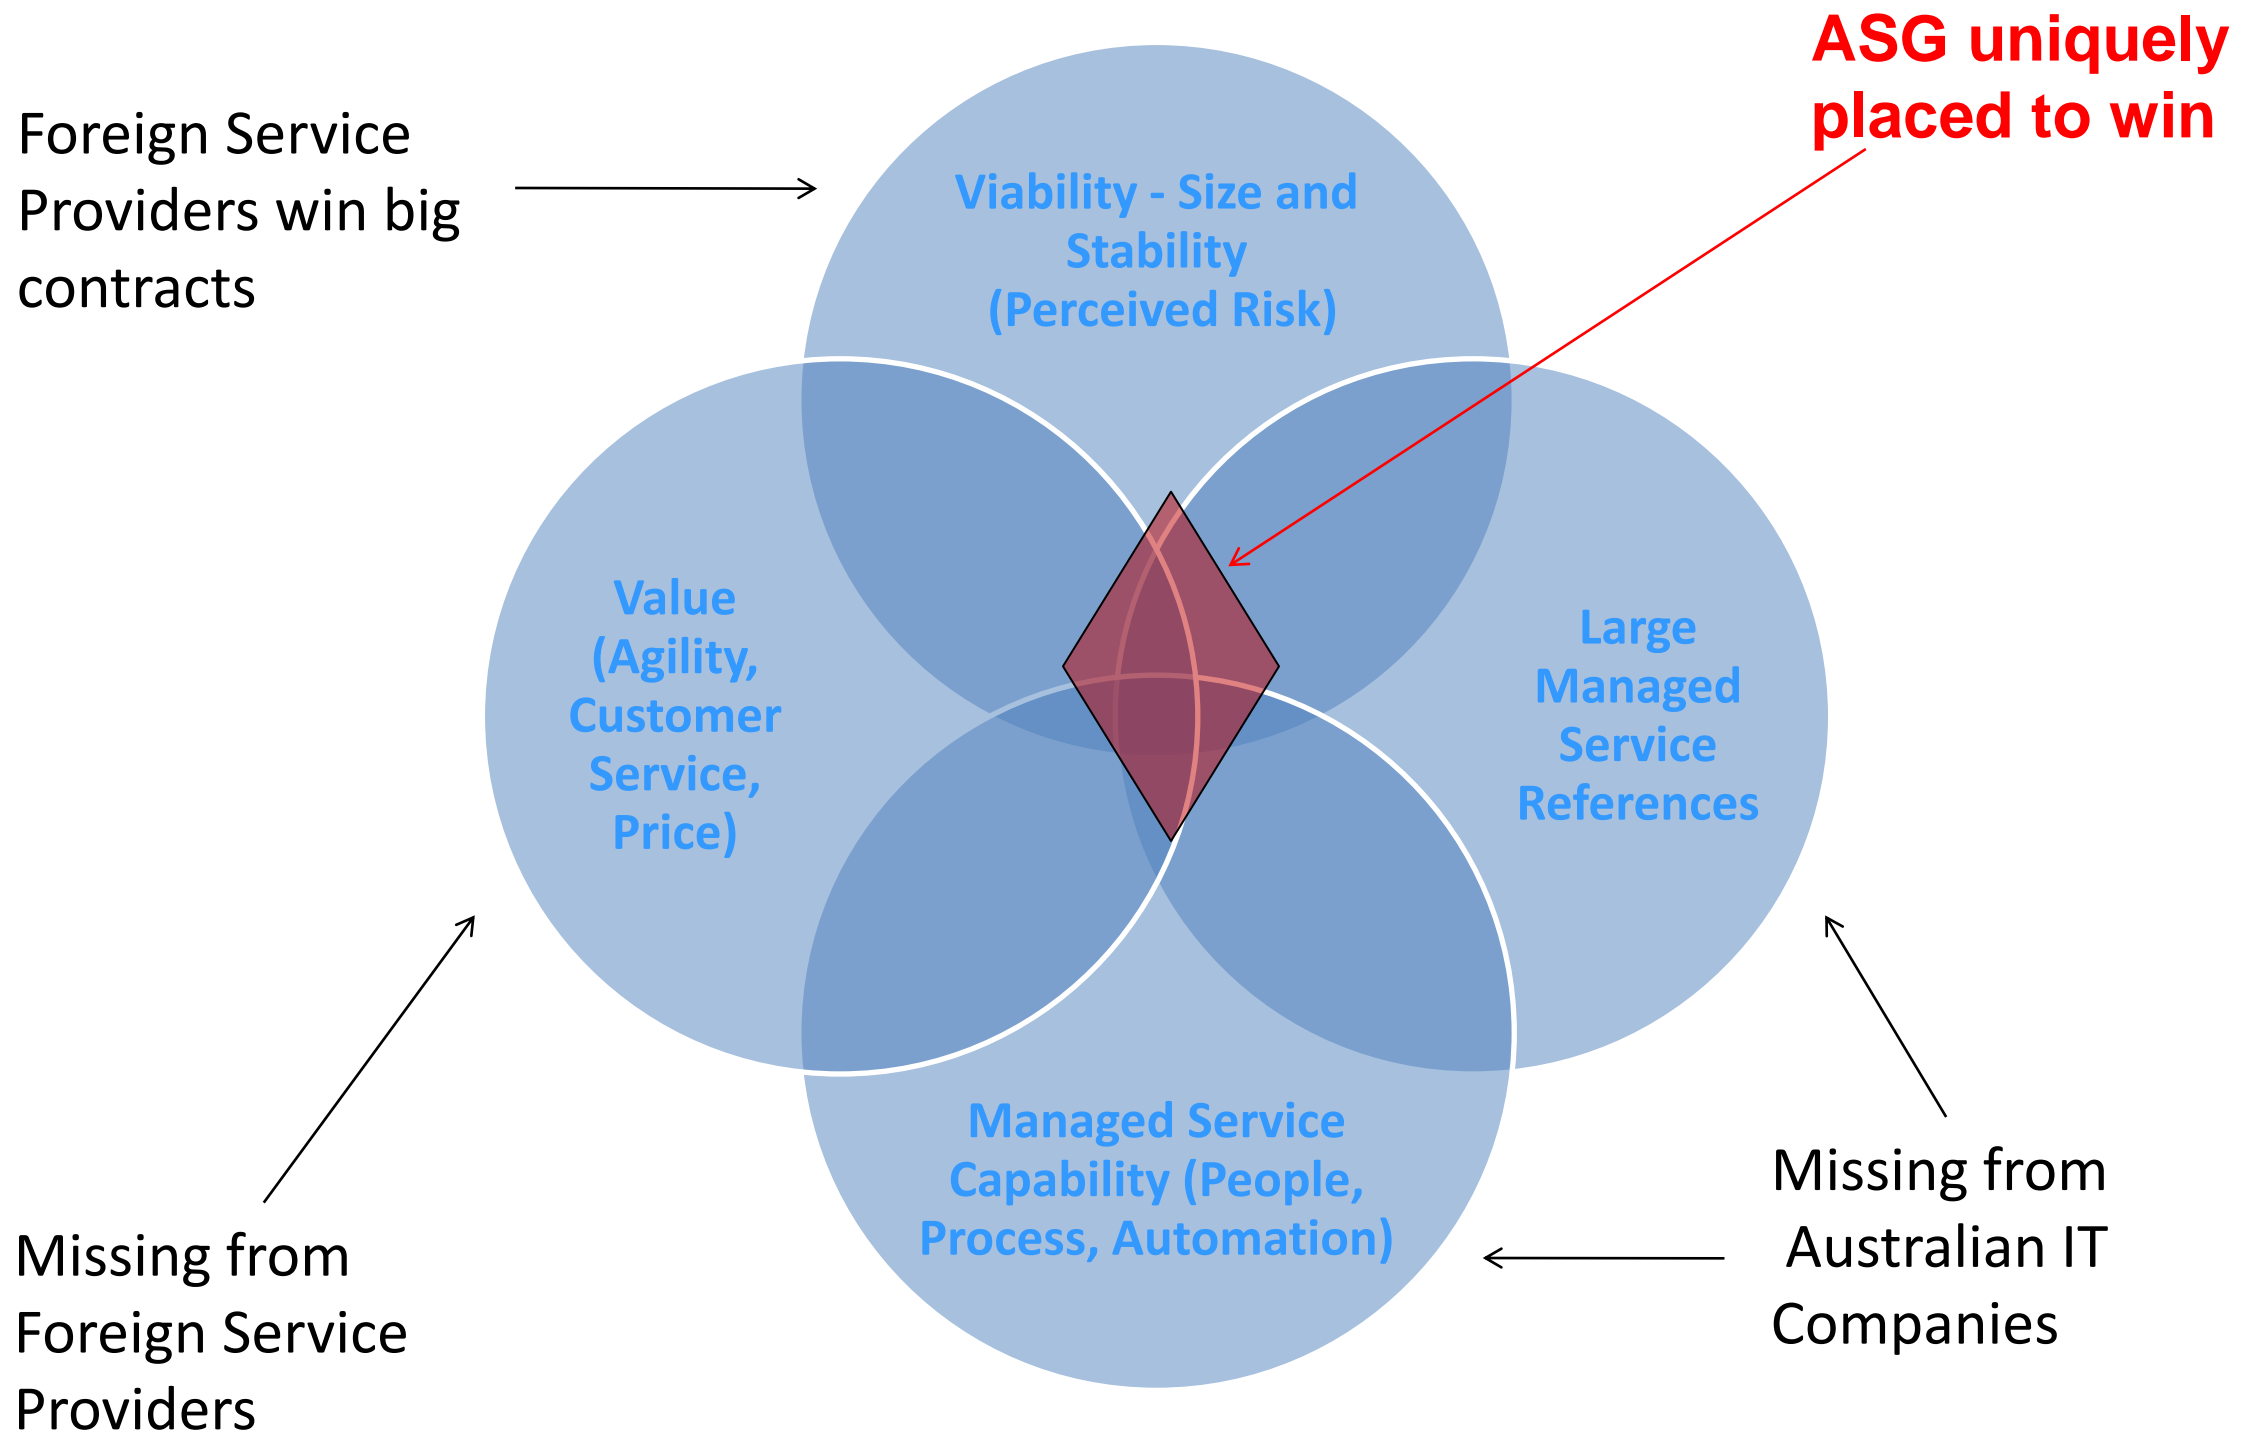 ASG uniquely
placed to win
Foreign Service
Providers win big
contracts
Viability - Size and
Stability
(Perceived Risk)
Value
(Agility,
Customer
Service,
Price)
Large
Managed
Service
References
Managed Service
Capability (People,
Process, Automation)
Missing from
Foreign Service
Providers
Missing from
Australian IT
Companies